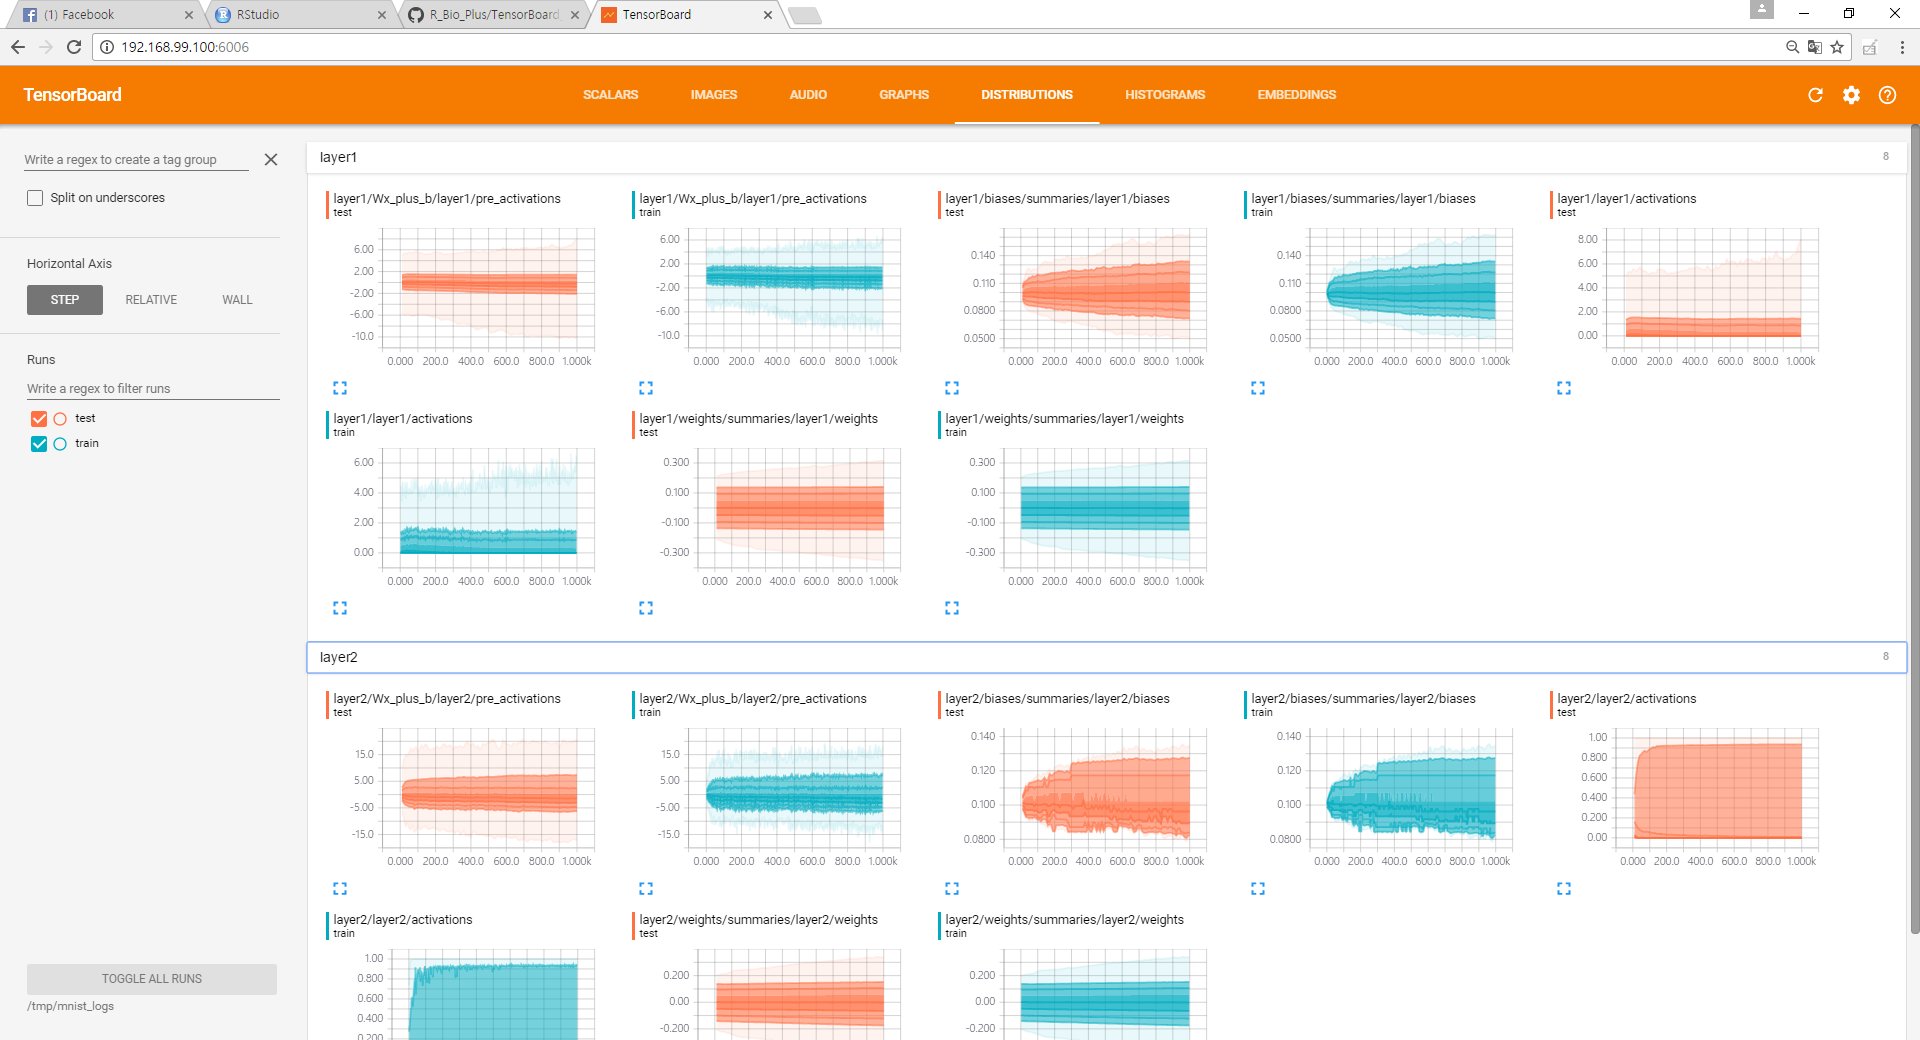 (1) Facebook
RStudio
R_Bio_Plus/TensorBoard_
TensorBoard
192.168.99.100:6006
TensorBoard
SCALARS IMAGES AUDIO GRAPHS DISTRIBUTIONS HISTOGRAMS EMBEDDINGS
Write a regex to create a tag group
Split on underscores
Horizontal Axis
STEP RELATIVE WALL
Runs
Write a regex to filter runs
test
train
TOGGLE ALL RUNS
/tmp/mnist_logs
layer1 8
layer1/Wx_plus_b/layer1/pre_activations
test
6.00
2.00
-2.00
-6.00
-10.0
0.000 200.0 400.0 600.0 800.0 1.000k
layer1/Wx_plus_b/layer1/pre_activations
train
6.00
2.00
-2.00
-6.00
-10.0
0.000 200.0 400.0 600.0 800.0 1.000k
layer1/biases/summaries/layer1/biases
test
0.140
0.110
0.0800
0.0500
0.000 200.0 400.0 600.0 800.0 1.000k
layer1/biases/summaries/layer1/biases
train
0.140
0.110
0.0800
0.0500
0.000 200.0 400.0 600.0 800.0 1.000k
layer1/layer1/activations
test
8.00
6.00
4.00
2.00
0.00
0.000 200.0 400.0 600.0 800.0 1.000k
layer1/layer1/activations
train
6.00
4.00
2.00
0.00
0.000 200.0 400.0 600.0 800.0 1.000k
layer1/weights/summaries/layer1/weights
test
0.300
0.100
-0.100
-0.300
0.000 200.0 400.0 600.0 800.0 1.000k
layer1/weights/summaries/layer1/weights
train
0.300
0.100
-0.100
-0.300
0.000 200.0 400.0 600.0 800.0 1.000k
layer2 8
layer2/Wx_plus_b/layer2/pre_activations
test
15.0
5.00
-5.00
-15.0
0.000 200.0 400.0 600.0 800.0 1.000k
layer2/Wx_plus_b/layer2/pre_activations
train
15.0
5.00
-5.00
-15.0
0.000 200.0 400.0 600.0 800.0 1.000k
layer2/biases/summaries/layer2/biases
test
0.140
0.120
0.100
0.0800
0.000 200.0 400.0 600.0 800.0 1.000k
layer2/biases/summaries/layer2/biases
train
0.140
0.120
0.100
0.0800
0.000 200.0 400.0 600.0 800.0 1.000k
layer2/layer2/activations
test
1.00
0.800
0.600
0.400
0.200
0.00
0.000 200.0 400.0 600.0 800.0 1.000k
layer2/layer2/activations
train
1.00
0.800
0.600
0.400
0.200
layer2/weights/summaries/layer2/weights
test
0.200
0.00
-0.200
layer2/weights/summaries/layer2/weights
train
0.200
0.00
-0.200